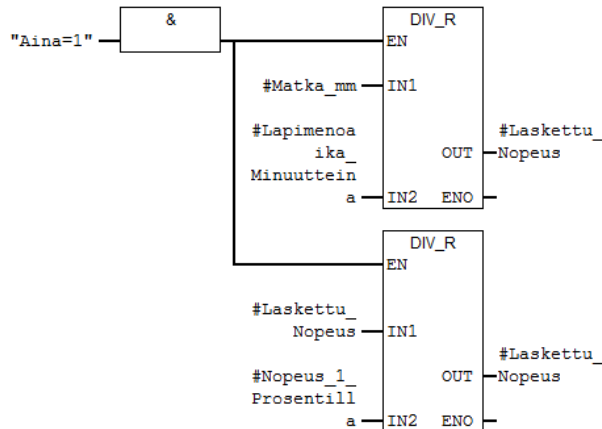 &
"Aina=1"
DIV_R
EN
#Matka_mm
IN1
#Lapimenoa
ika_
Minuuttein
a
IN2
OUT
#Laskettu_
Nopeus
ENO
DIV_R
EN
#Laskettu_
Nopeus
IN1
#Nopeus_1_
Prosentill
a
IN2
OUT
#Laskettu_
Nopeus
ENO